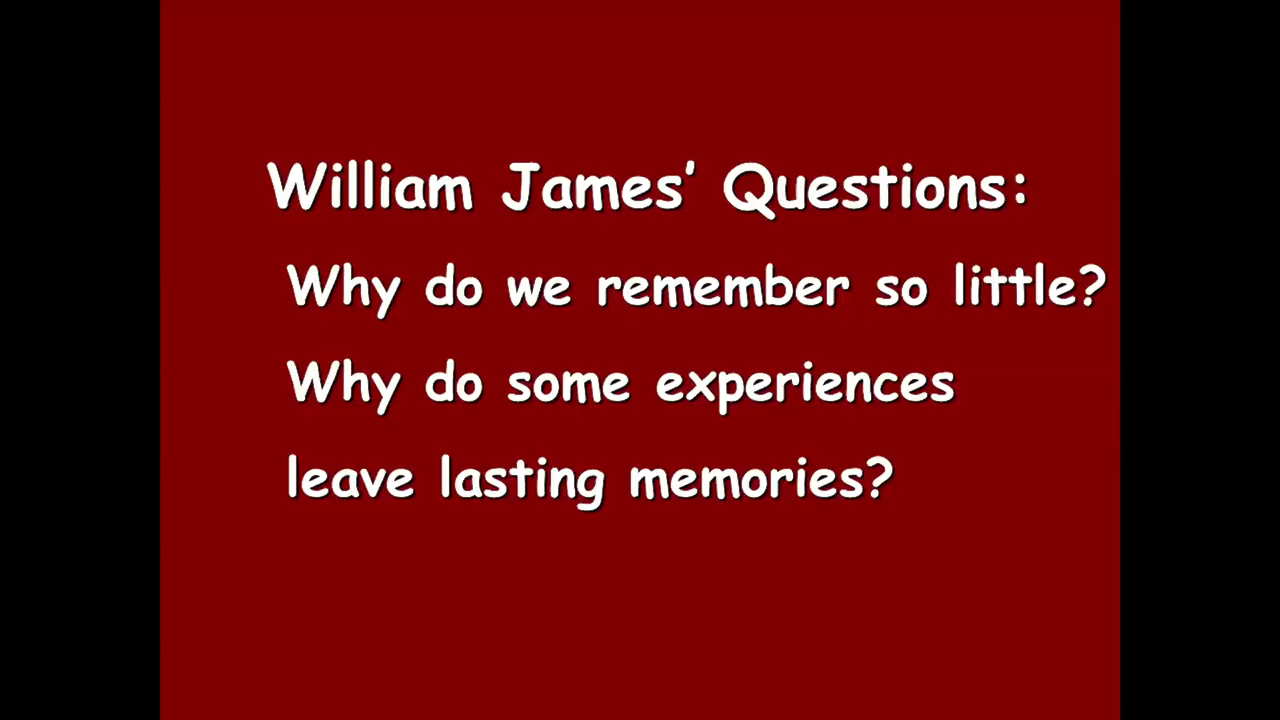 William James’ Questions:
Why do we remember so little?
Why do some experiences
leave lasting memories?